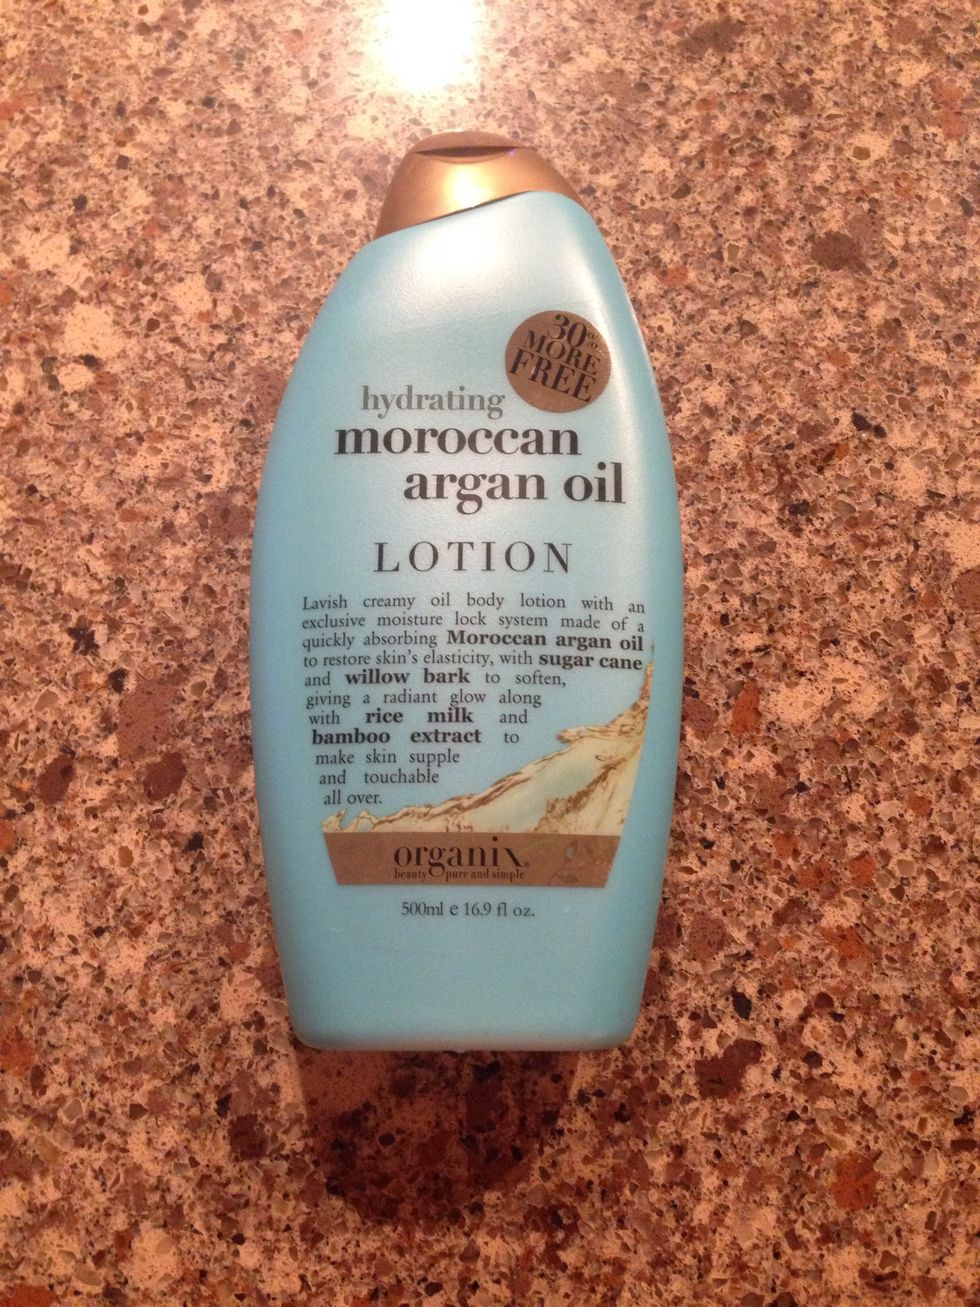 30%
MORE
FREE
hydrating
moroccan
argan oil
LOTION
Lavish creamy oil body lotion with an
exclusive moisture lock system made of a
quickly absorbing Moroccan argan oil
to restore skin's elasticity, with sugar cane
and willow bark to soften,
giving a radiant glow along
with rice milk and
bamboo extract to
make skin supple
and touchable
all over.
organix®
beauty pure and simple
500ml e 16.9 fl oz.